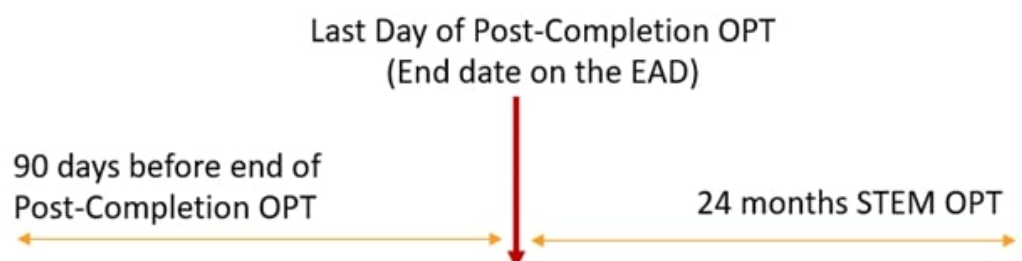 Last Day of Post-Completion OPT
(End date on the EAD)
90 days before end of
Post-Completion OPT
24 months STEM OPT